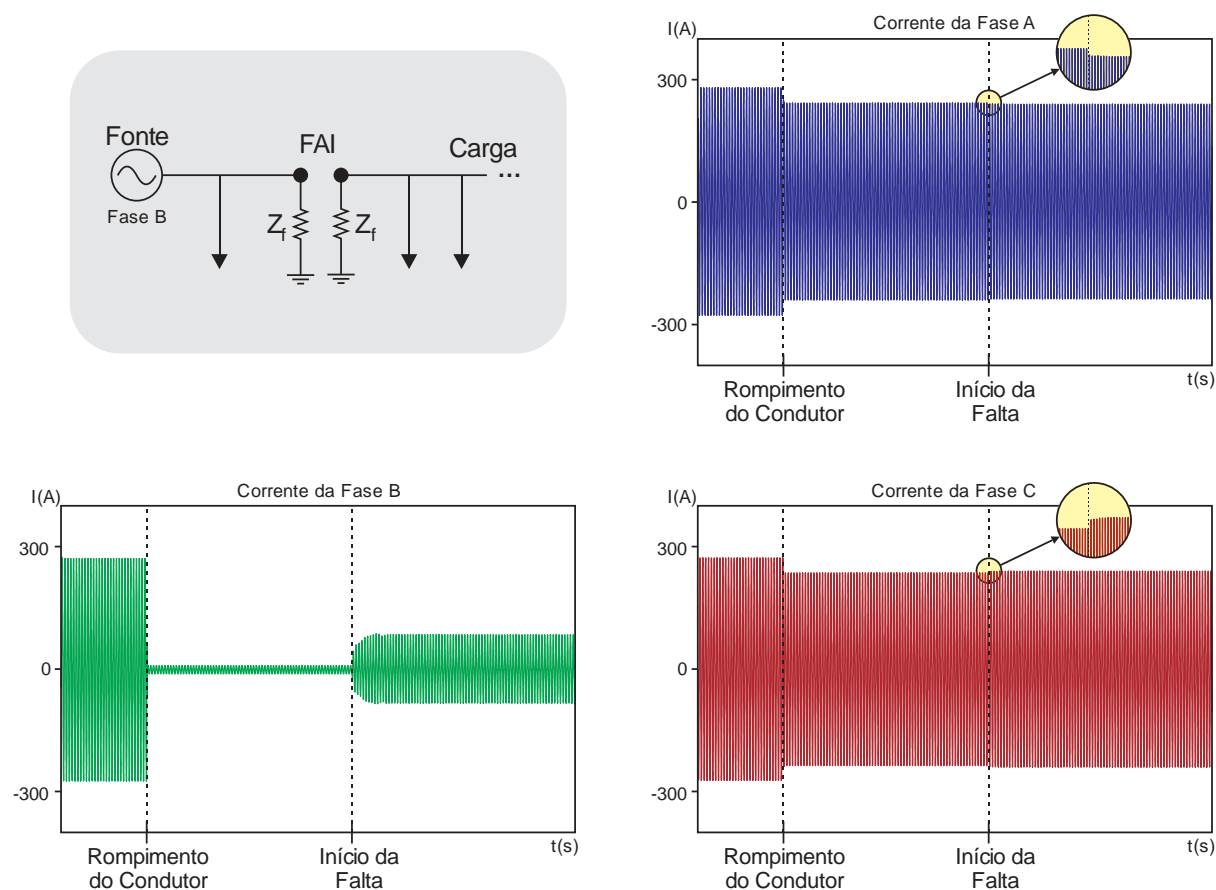 Fonte
Fase B
FAI
Carga
...
Zf
Zf
Corrente da Fase A
I(A)
300
0
-300
t(s)
Rompimento
do Condutor
Início da
Falta
Corrente da Fase B
I(A)
300
0
-300
t(s)
Rompimento
do Condutor
Início da
Falta
Corrente da Fase C
I(A)
300
0
-300
t(s)
Rompimento
do Condutor
Início da
Falta